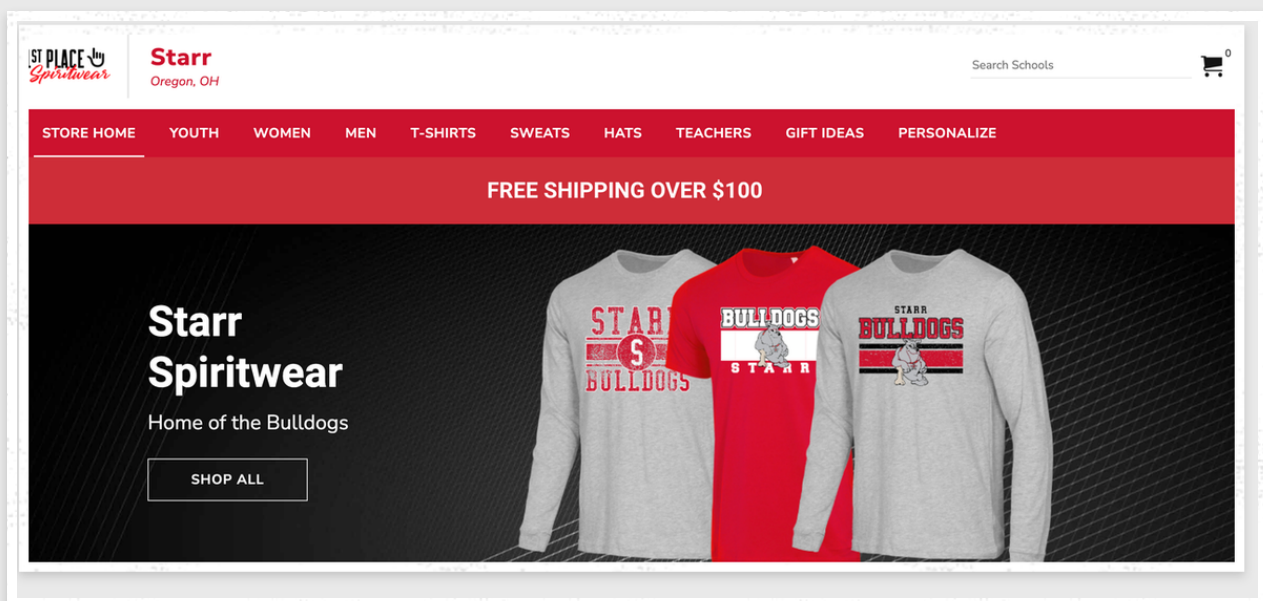 1ST PLACE
Spiritwear
Starr
Oregon, OH
Search Schools
0
STORE HOME YOUTH WOMEN MEN T-SHIRTS SWEATS HATS TEACHERS GIFT IDEAS PERSONALIZE
FREE SHIPPING OVER $100
Starr
Spiritwear
Home of the Bulldogs
SHOP ALL
STARR
S
BULLDOGS
BULLDOGS
STARR
STARR
BULLDOGS